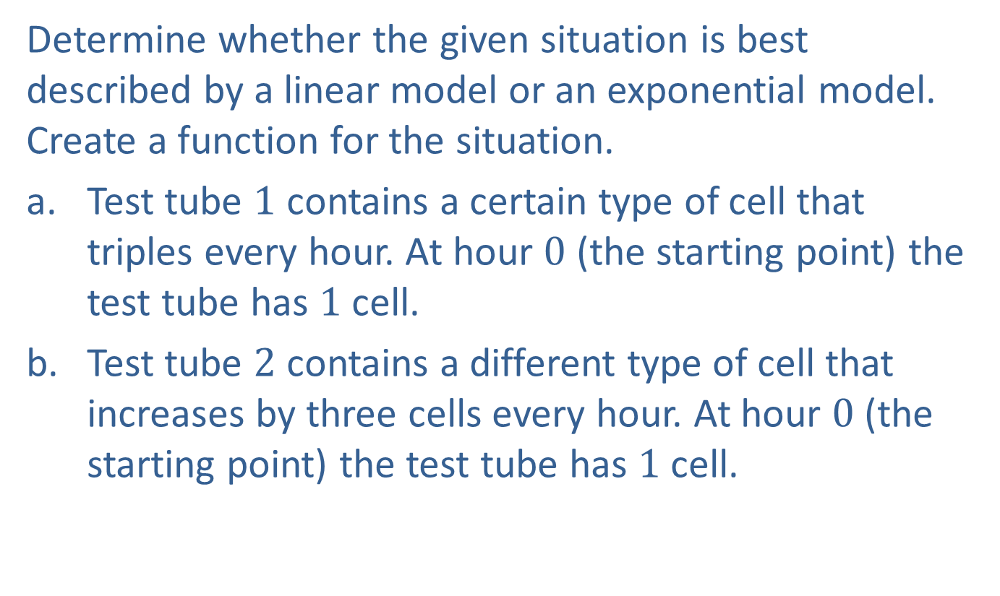 Determine whether the given situation is best
described by a linear model or an exponential model.
Create a function for the situation.
a. Test tube 1 contains a certain type of cell that
triples every hour. At hour 0 (the starting point) the
test tube has 1 cell.
b. Test tube 2 contains a different type of cell that
increases by three cells every hour. At hour 0 (the
starting point) the test tube has 1 cell.